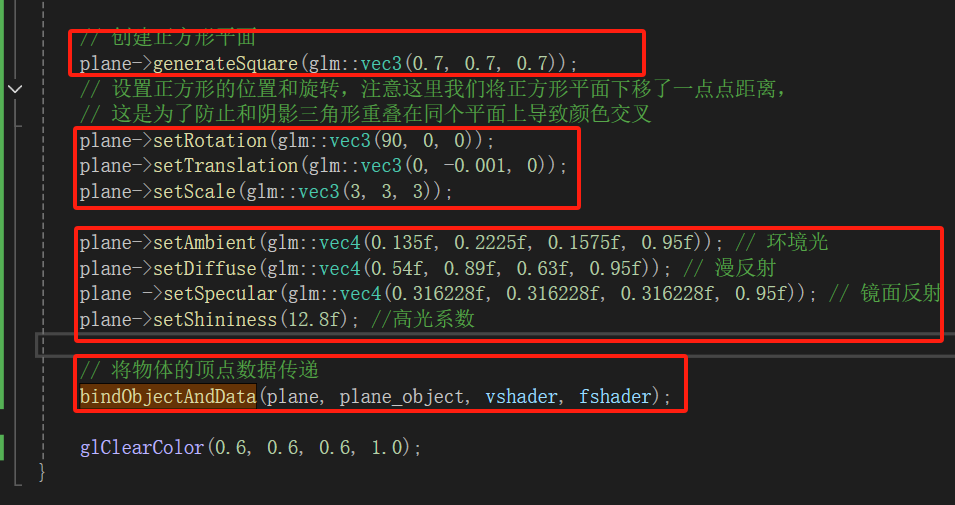 // 创建正方形平面
plane->generateSquare(glm::vec3(0.7, 0.7, 0.7));
// 设置正方形的位置和旋转，注意这里我们将正方形平面下移了一点点距离，
// 这是为了防止和阴影三角形重叠在同个平面上导致颜色交叉
plane->setRotation(glm::vec3(90, 0, 0));
plane->setTranslation(glm::vec3(0, -0.001, 0));
plane->setScale(glm::vec3(3, 3, 3));
plane->setAmbient(glm::vec4(0.135f, 0.2225f, 0.1575f, 0.95f)); // 环境光
plane->setDiffuse(glm::vec4(0.54f, 0.89f, 0.63f, 0.95f)); // 漫反射
plane ->setSpecular(glm::vec4(0.316228f, 0.316228f, 0.316228f, 0.95f)); // 镜面反射
plane->setShininess(12.8f); //高光系数
// 将物体的顶点数据传递
bindObjectAndData(plane, plane_object, vshader, fshader);
glClearColor(0.6, 0.6, 0.6, 1.0);
}